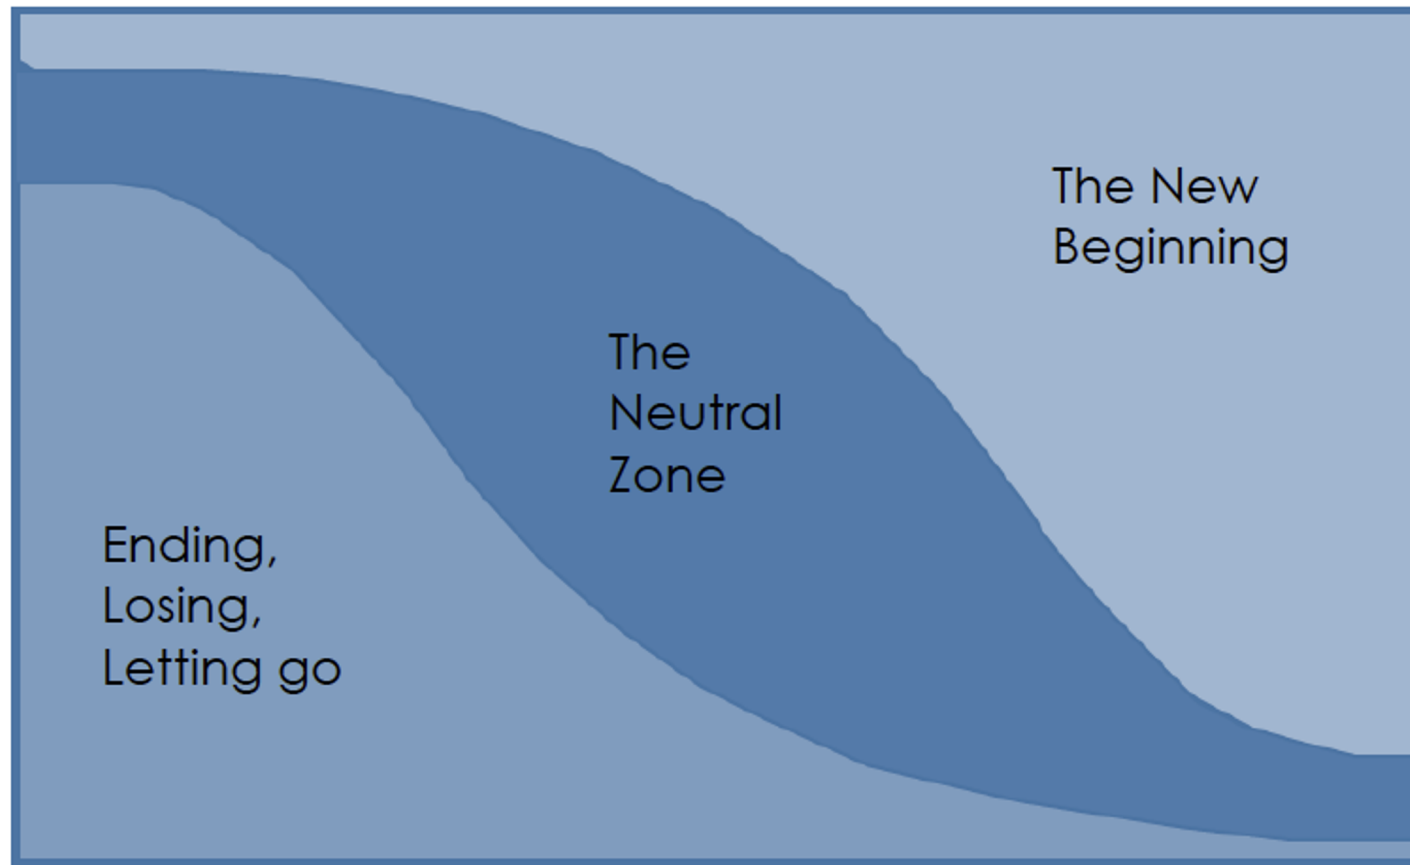 Ending,
Losing,
Letting go
The
Neutral
Zone
The New
Beginning